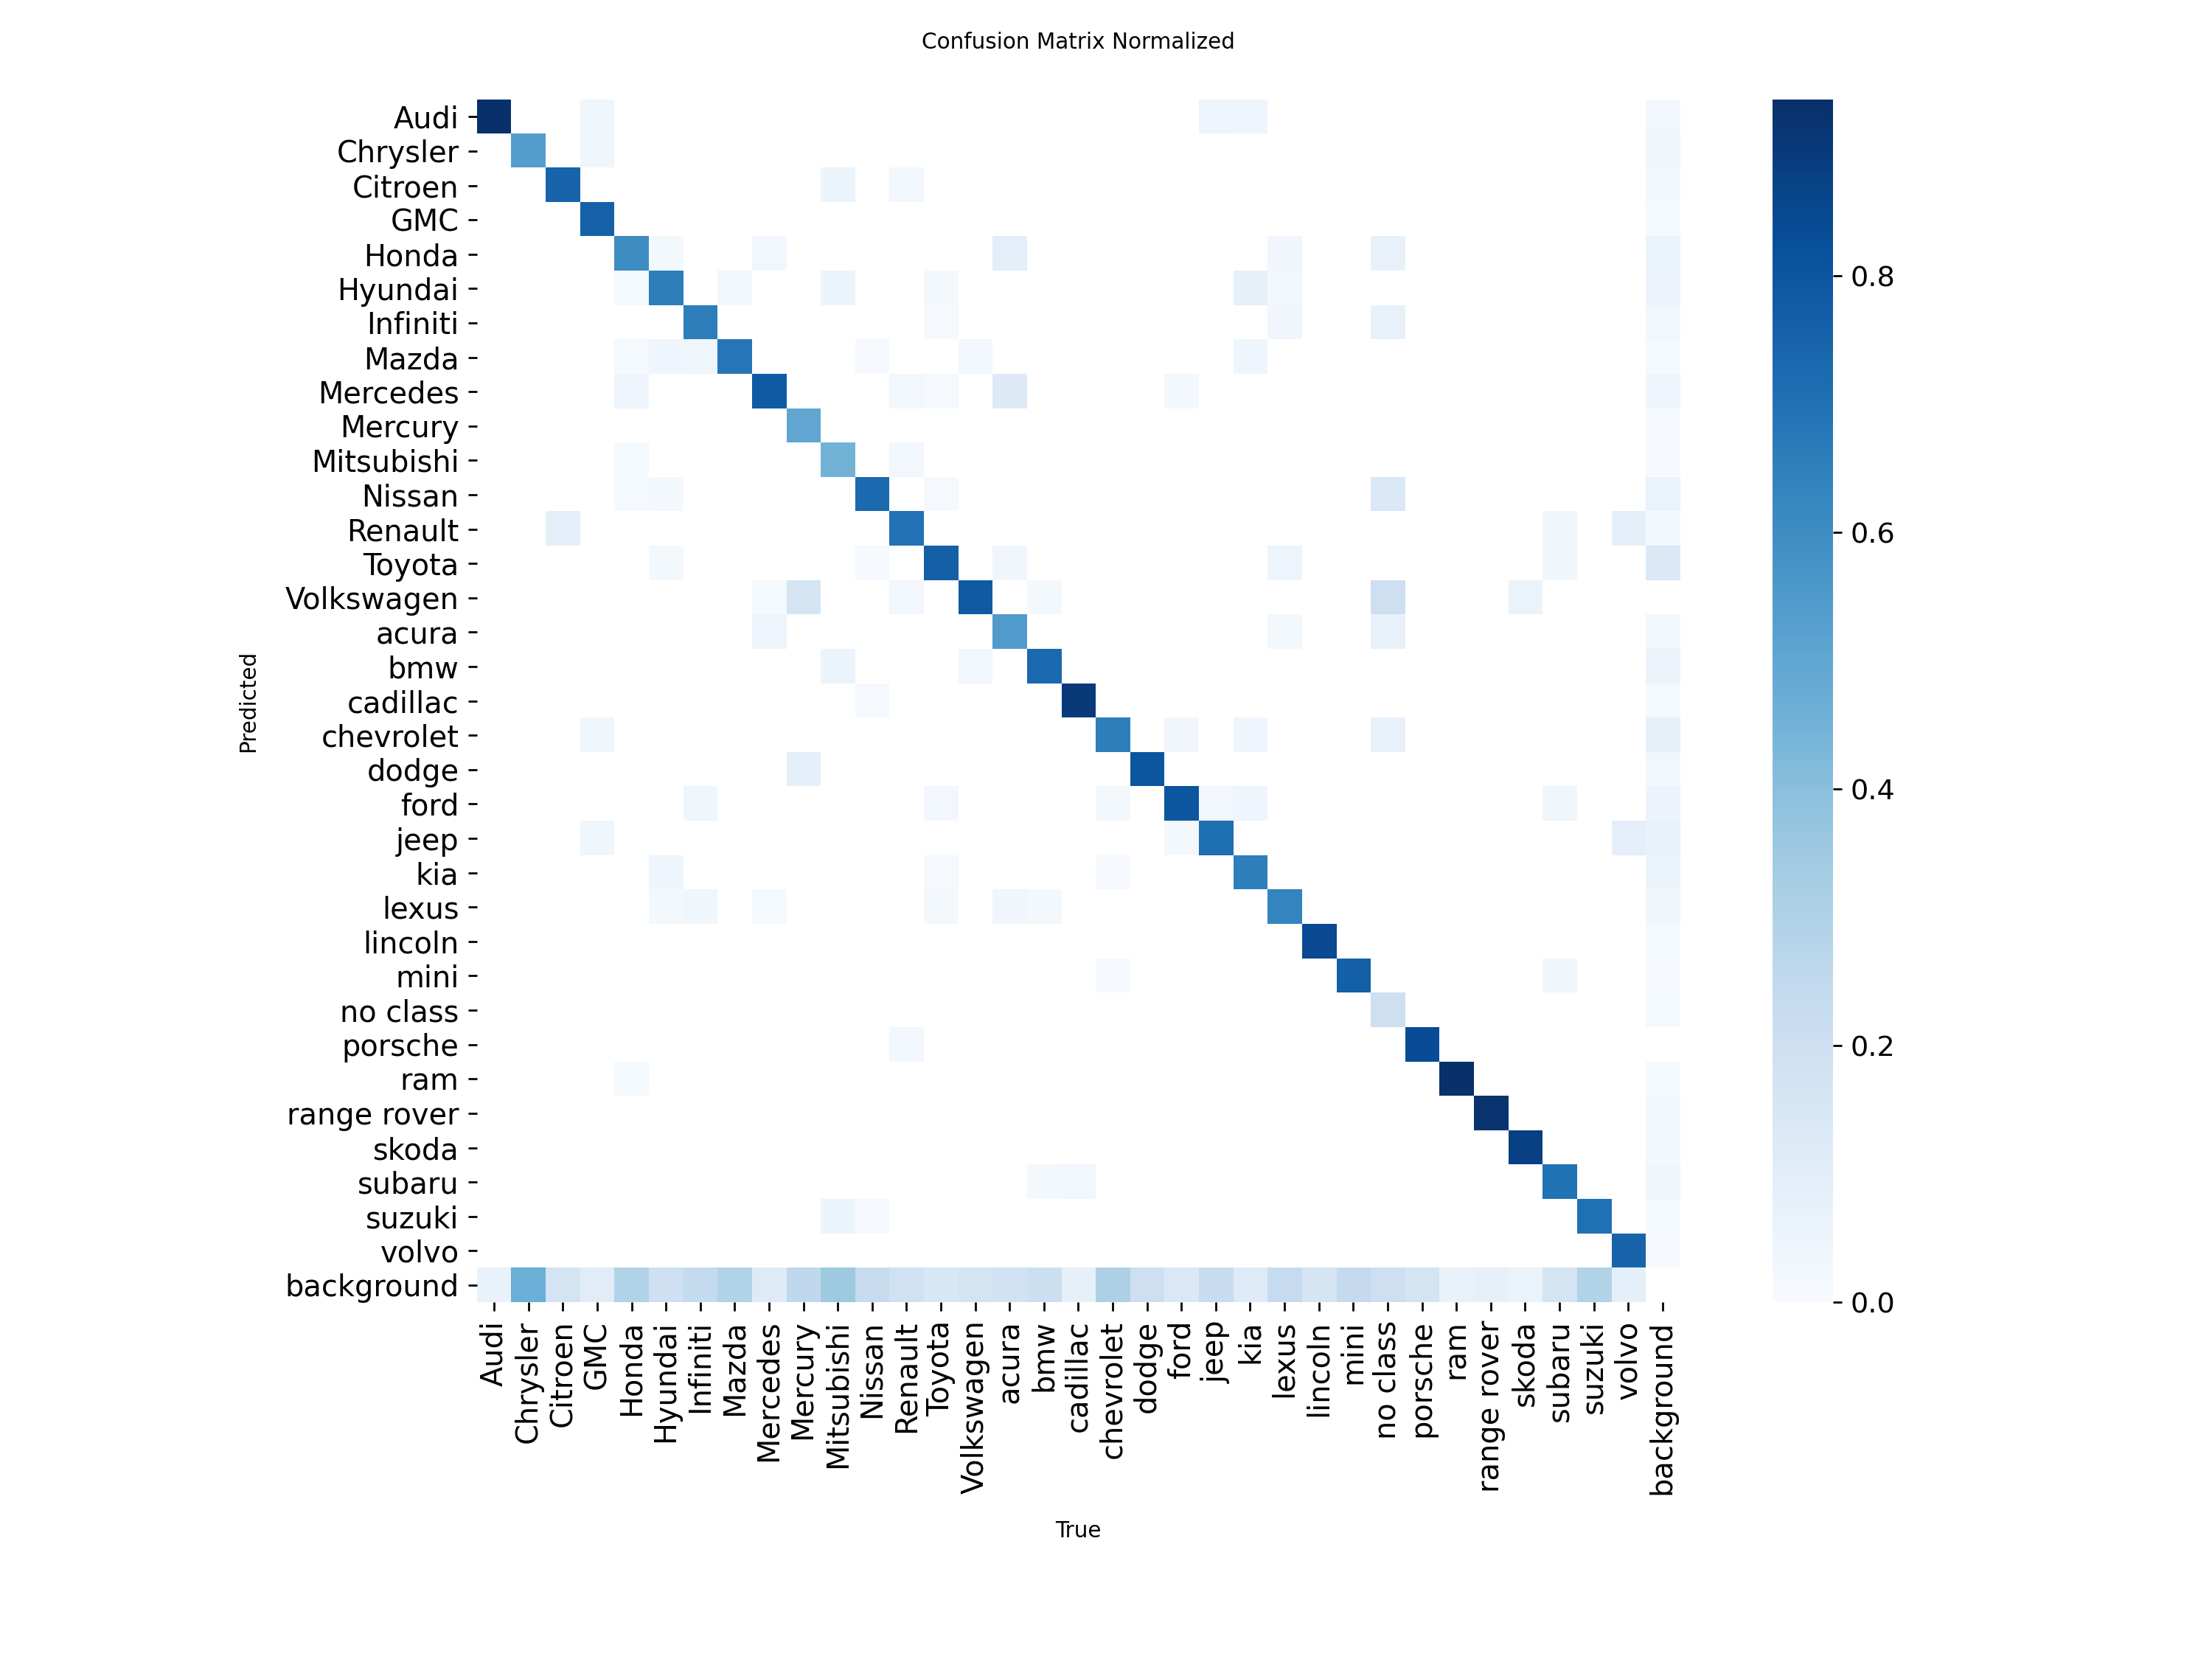 Confusion Matrix Normalized
Audi
Chrysler
Citroen
GMC
Honda
Hyundai
Infiniti
Mazda
Mercedes
Mercury
Mitsubishi
Nissan
Renault
Toyota
Volkswagen
acura
bmw
cadillac
chevrolet
dodge
ford
jeep
kia
lexus
lincoln
mini
no class
porsche
ram
range rover
skoda
subaru
suzuki
volvo
background
Predicted
0.8
0.6
0.4
0.2
0.0
Audi
Chrysler
Citroen
GMC
Honda
Hyundai
Infiniti
Mazda
Mercedes
Mercury
Mitsubishi
Nissan
Renault
Toyota
Volkswagen
acura
bmw
cadillac
chevrolet
dodge
ford
jeep
kia
lexus
lincoln
mini
no class
porsche
ram
range rover
skoda
subaru
suzuki
volvo
background
True